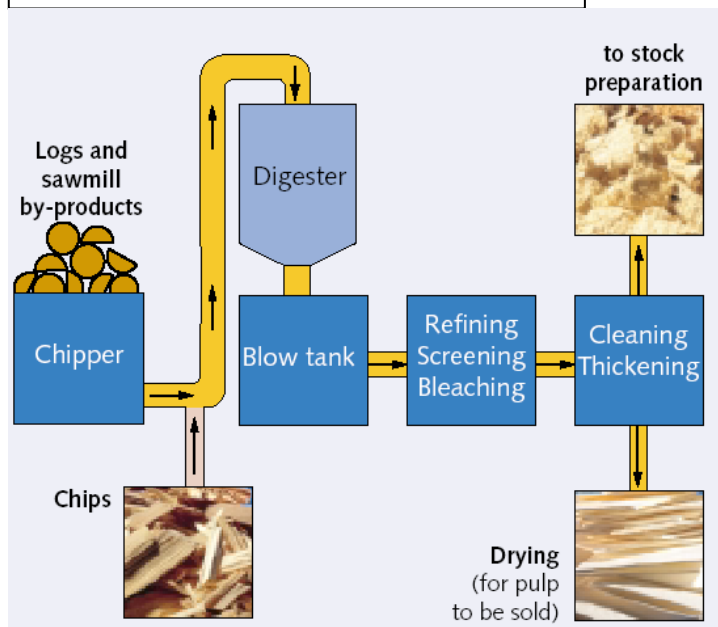 to stock
preparation
Logs and
sawmill
by-products
Digester
Chipper
Blow tank
Refining
Screening
Bleaching
Cleaning
Thickening
Chips
Drying
(for pulp
to be sold)